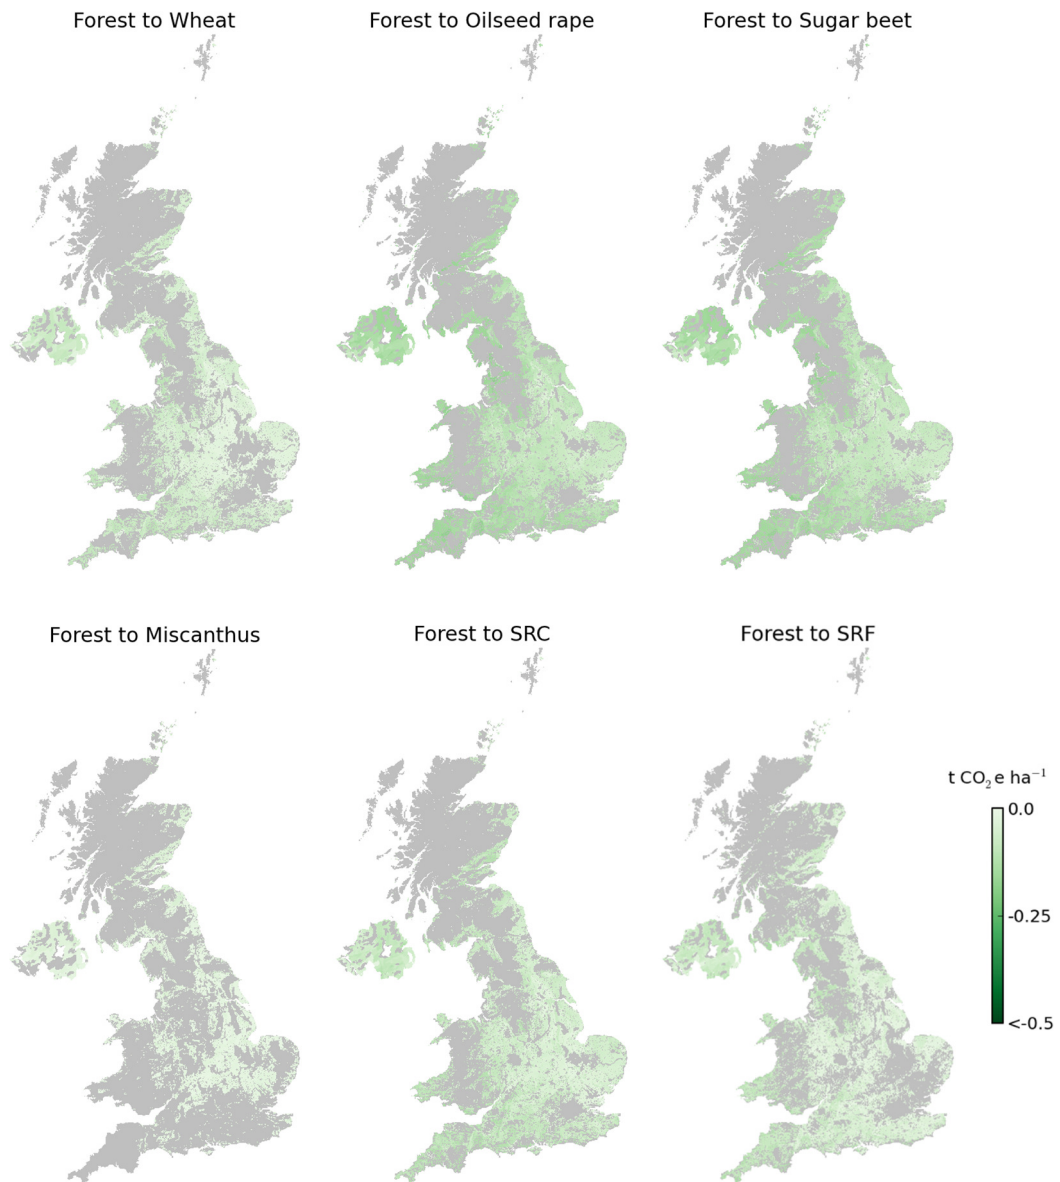 Forest to Wheat
Forest to Oilseed rape
Forest to Sugar beet
Forest to Miscanthus
Forest to SRC
Forest to SRF
t CO₂e ha⁻¹
0.0
-0.25
<-0.5